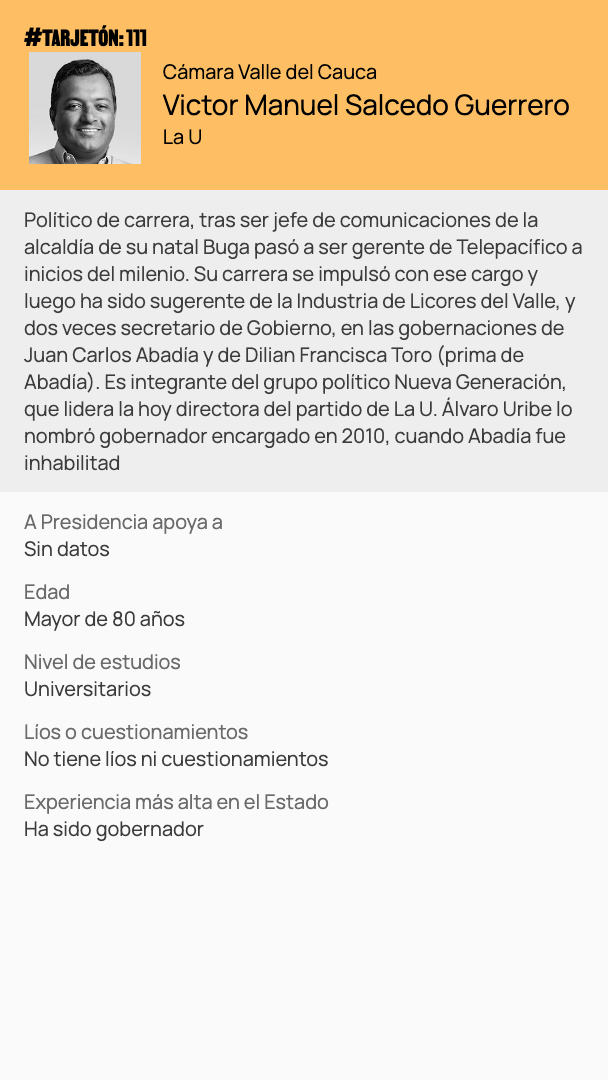 #TARJETÓN: 111
Cámara Valle del Cauca
Victor Manuel Salcedo Guerrero
La U
Político de carrera, tras ser jefe de comunicaciones de la
alcaldía de su natal Buga pasó a ser gerente de Telepacífico a
inicios del milenio. Su carrera se impulsó con ese cargo y
luego ha sido sugerente de la Industria de Licores del Valle, y
dos veces secretario de Gobierno, en las gobernaciones de
Juan Carlos Abadía y de Dilian Francisca Toro (prima de
Abadía). Es integrante del grupo político Nueva Generación,
que lidera la hoy directora del partido de La U. Álvaro Uribe lo
nombró gobernador encargado en 2010, cuando Abadía fue
inhabilitad
A Presidencia apoya a
Sin datos
Edad
Mayor de 80 años
Nivel de estudios
Universitarios
Líos o cuestionamientos
No tiene líos ni cuestionamientos
Experiencia más alta en el Estado
Ha sido gobernador